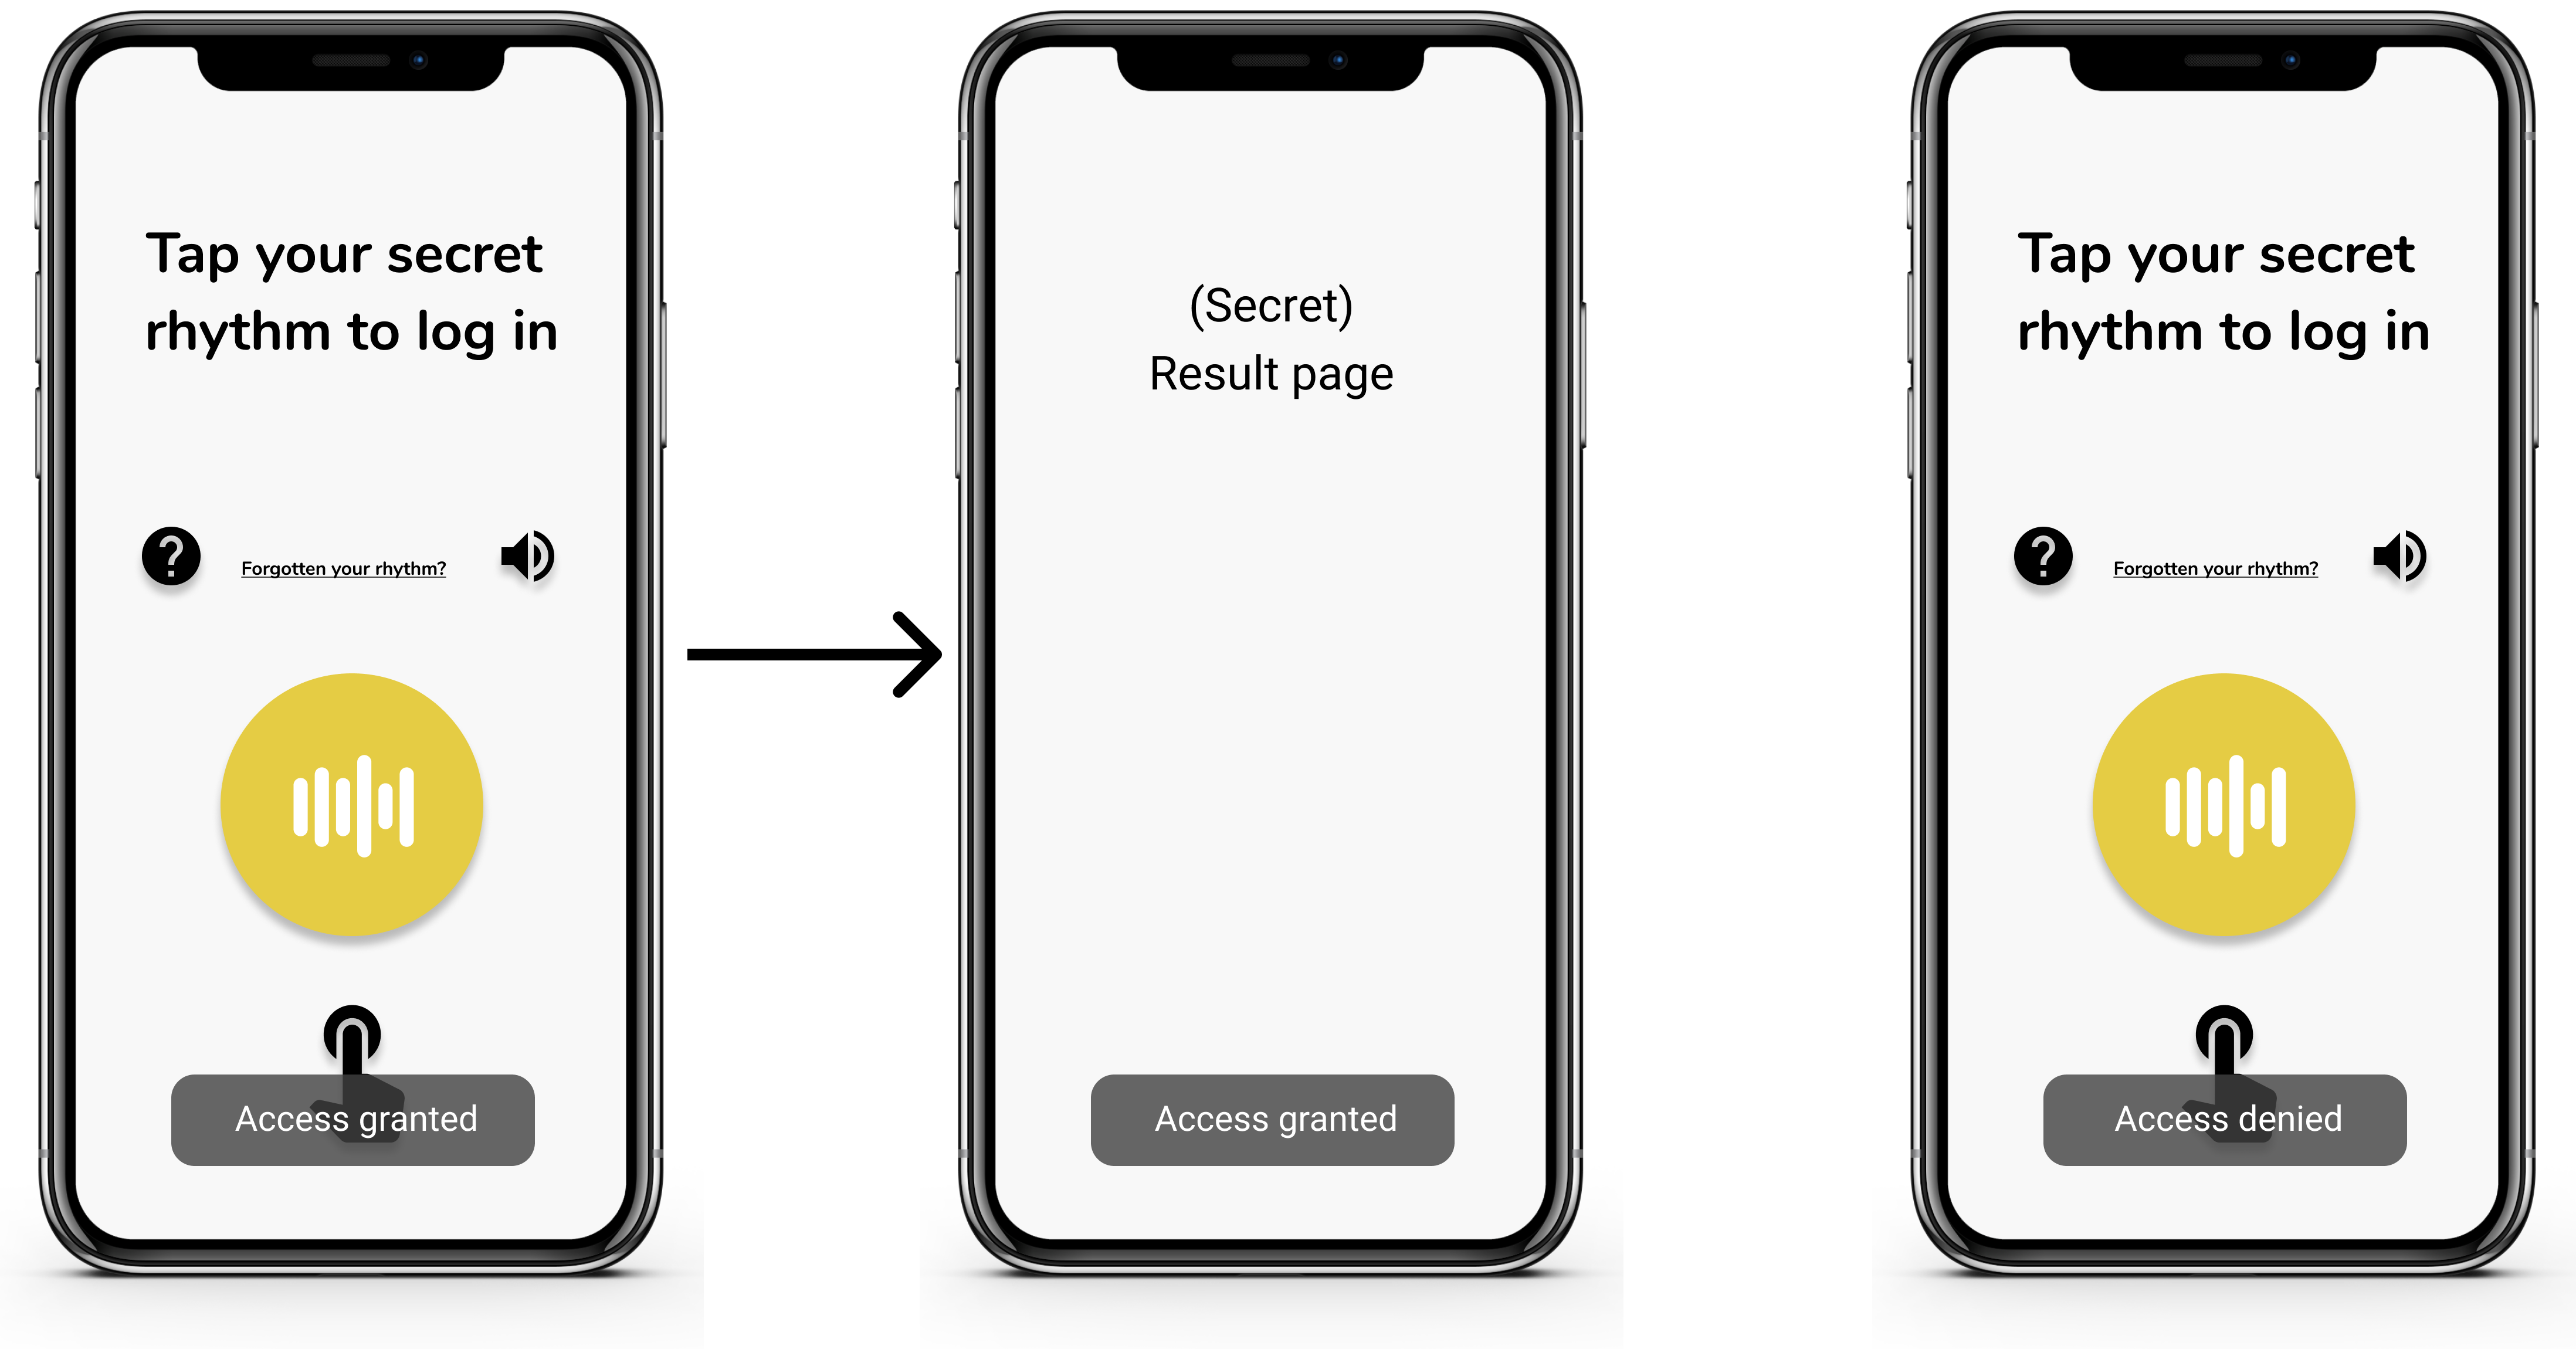 Tap your secret
rhythm to log in
?
Forgotten your rhythm?
Access granted
(Secret)
Result page
Access granted
Tap your secret
rhythm to log in
?
Forgotten your rhythm?
Access denied